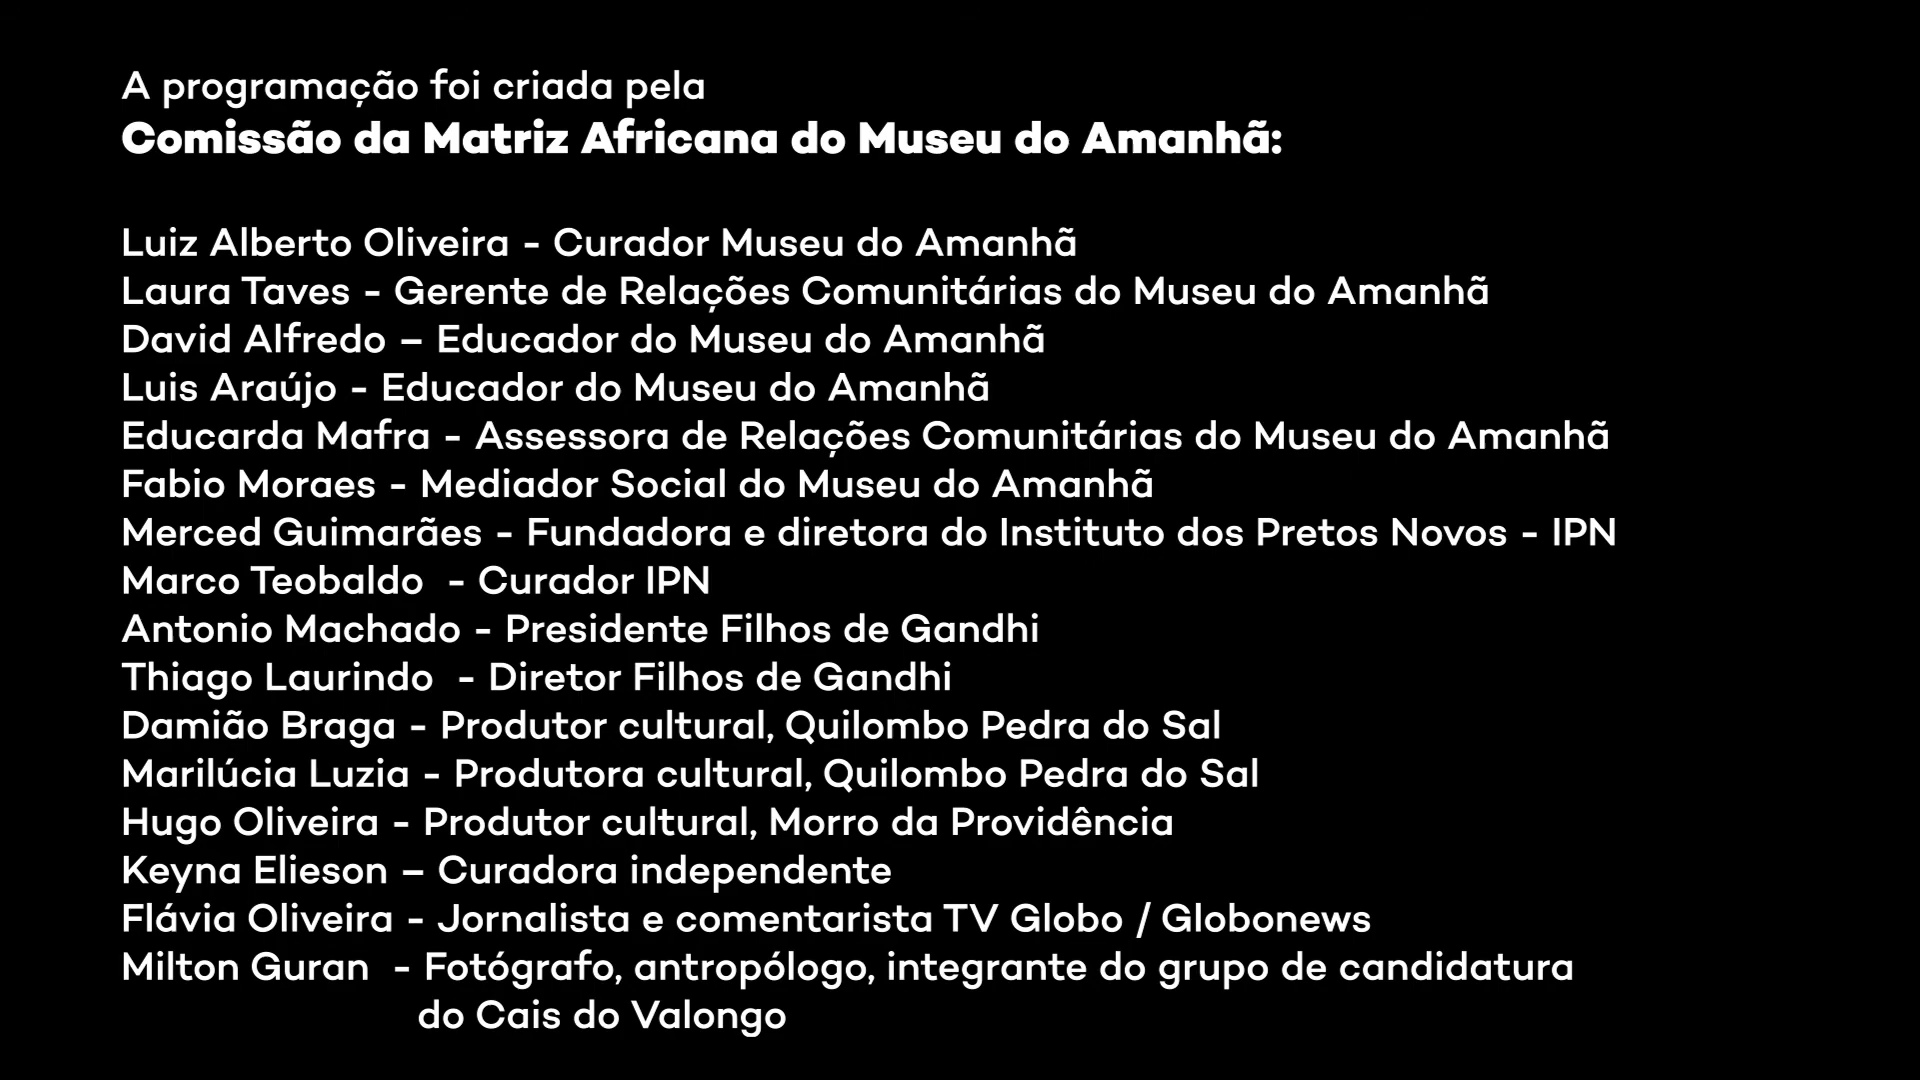 A programação foi criada pela
Comissão da Matriz Africana do Museu do Amanhã:
Luiz Alberto Oliveira - Curador Museu do Amanhã
Laura Taves - Gerente de Relações Comunitárias do Museu do Amanhã
David Alfredo – Educador do Museu do Amanhã
Luis Araújo - Educador do Museu do Amanhã
Educarda Mafra - Assessora de Relações Comunitárias do Museu do Amanhã
Fabio Moraes - Mediador Social do Museu do Amanhã
Merced Guimarães - Fundadora e diretora do Instituto dos Pretos Novos - IPN
Marco Teobaldo  - Curador IPN
Antonio Machado - Presidente Filhos de Gandhi
Thiago Laurindo  - Diretor Filhos de Gandhi
Damião Braga - Produtor cultural, Quilombo Pedra do Sal
Marilúcia Luzia - Produtora cultural, Quilombo Pedra do Sal
Hugo Oliveira - Produtor cultural, Morro da Providência
Keyna Elieson – Curadora independente
Flávia Oliveira - Jornalista e comentarista TV Globo / Globonews
Milton Guran  - Fotógrafo, antropólogo, integrante do grupo de candidatura
do Cais do Valongo